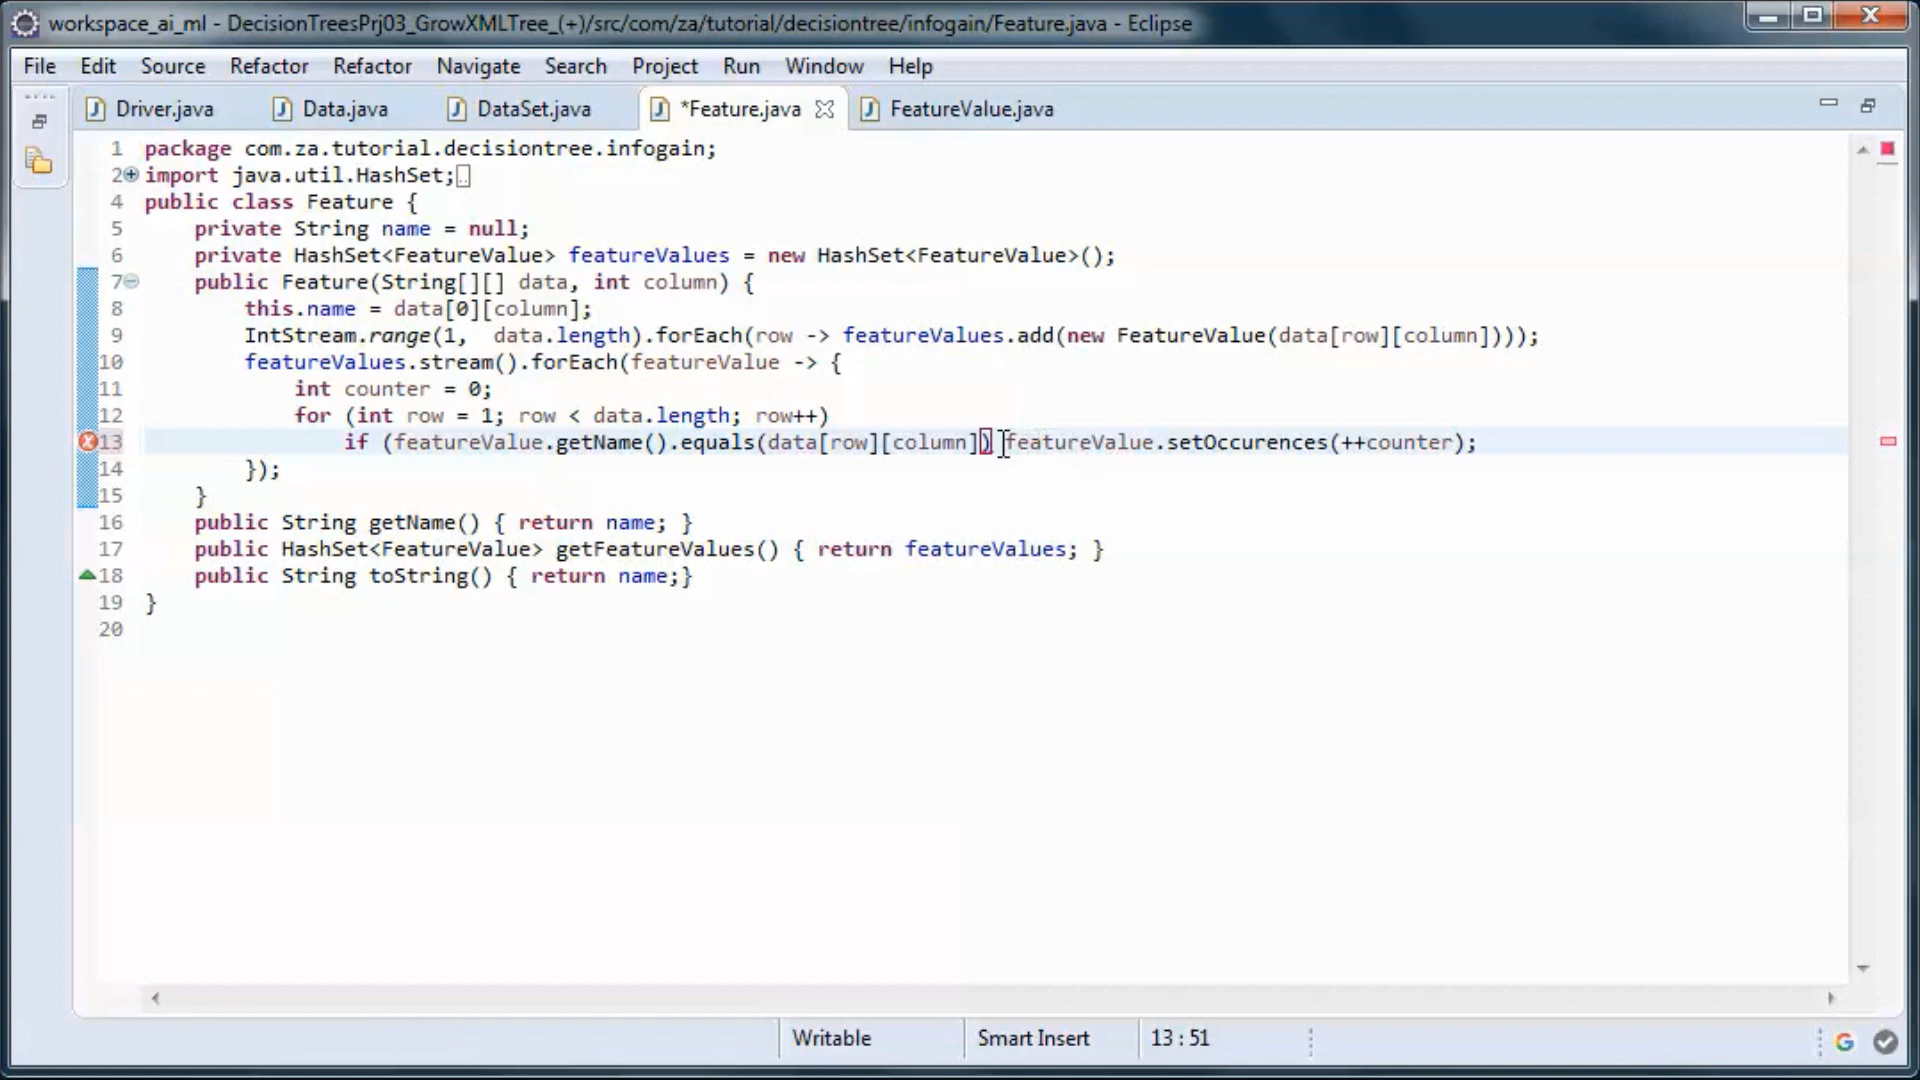 workspace_ai_ml - DecisionTreesPrj03_GrowXMLTree_(+)/src/com/za/tutorial/decisiontree/infogain/Feature.java - Eclipse
File Edit Source Refactor Refactor Navigate Search Project Run Window Help
Driver.java Data.java DataSet.java *Feature.java FeatureValue.java
1 package com.za.tutorial.decisiontree.infogain;
2 import java.util.HashSet;
4 public class Feature {
5 private String name = null;
6 private HashSet<FeatureValue> featureValues = new HashSet<FeatureValue>();
7 public Feature(String[][] data, int column) {
8 this.name = data[0][column];
9 IntStream.range(1, data.length).forEach(row -> featureValues.add(new FeatureValue(data[row][column])));
10 featureValues.stream().forEach(featureValue -> {
11 int counter = 0;
12 for (int row = 1; row < data.length; row++)
13 if (featureValue.getName().equals(data[row][column]) featureValue.setOccurences(++counter);
14 });
15 }
16 public String getName() { return name; }
17 public HashSet<FeatureValue> getFeatureValues() { return featureValues; }
18 public String toString() { return name;}
19 }
20
Writable Smart Insert 13 : 51